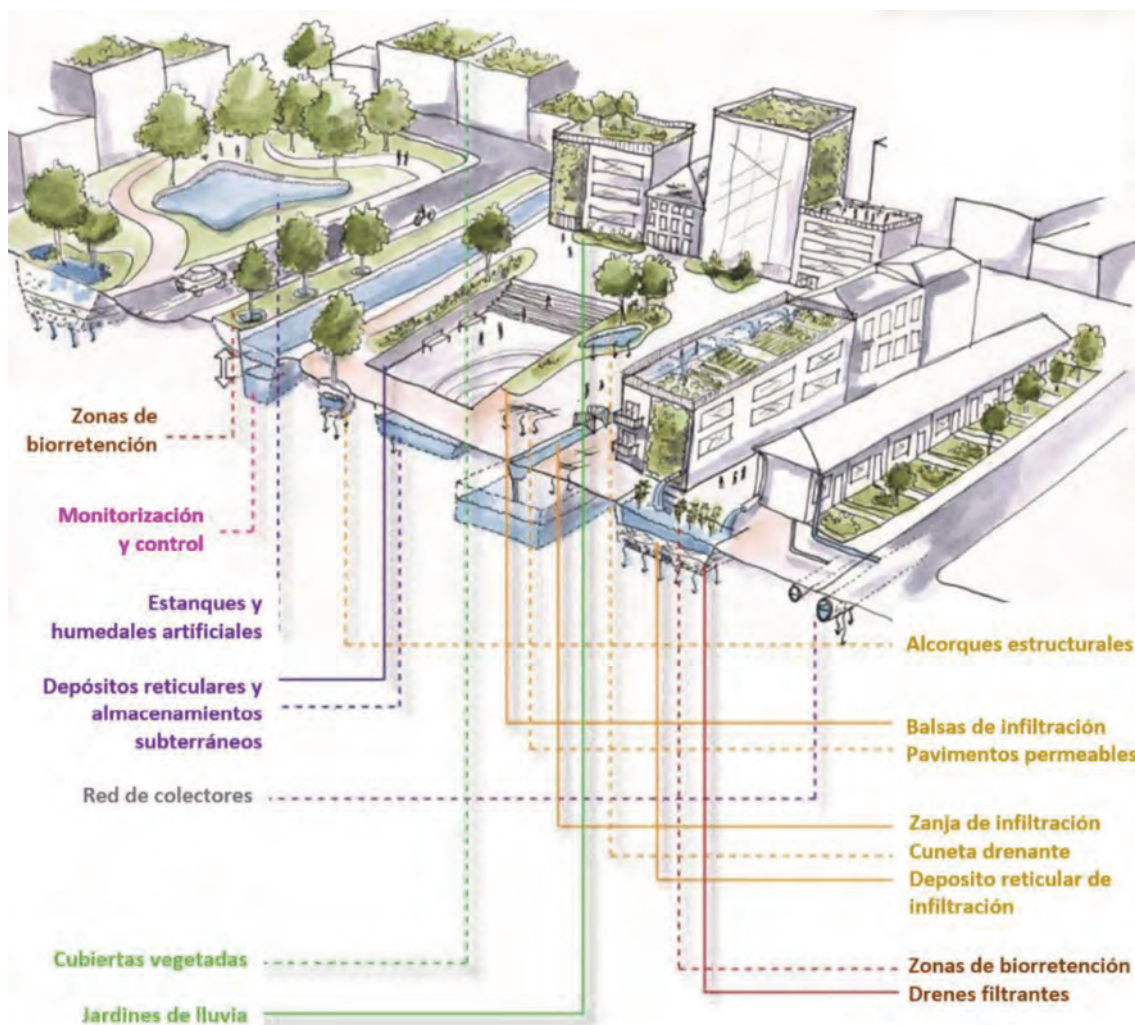 Zonas de
biorretención
Monitorización
y control
Estanques y
humedales artificiales
Depósitos reticulares y
almacenamientos
subterráneos
Red de colectores
Cubiertas vegetadas
Jardines de lluvia
Alcorques estructurales
Balsas de infiltración
Pavimentos permeables
Zanja de infiltración
Cuneta drenante
Deposito reticular de
infiltración
Zonas de biorretención
Drenes filtrantes